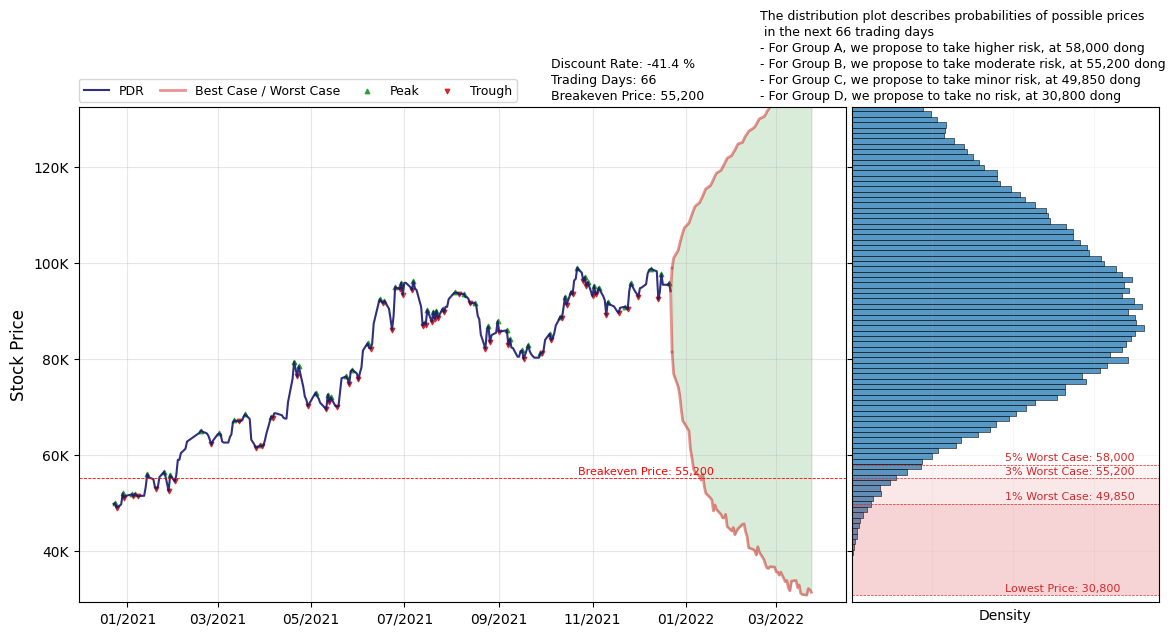 The distribution plot describes probabilities of possible prices
in the next 66 trading days
- For Group A, we propose to take higher risk, at 58,000 dong
- For Group B, we propose to take moderate risk, at 55,200 dong
- For Group C, we propose to take minor risk, at 49,850 dong
- For Group D, we propose to take no risk, at 30,800 dong
Discount Rate: -41.4 %
Trading Days: 66
Breakeven Price: 55,200
PDR
Best Case / Worst Case
Peak
Trough
Stock Price
120K
100K
80K
60K
40K
Breakeven Price: 55,200
01/2021
03/2021
05/2021
07/2021
09/2021
11/2021
01/2022
03/2022
5% Worst Case: 58,000
3% Worst Case: 55,200
1% Worst Case: 49,850
Lowest Price: 30,800
Density